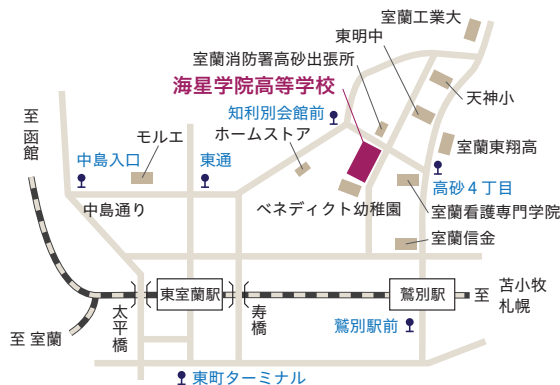 室蘭工業大
東明中
室蘭消防署高砂出張所
海星学院高等学校
天神小
知利別会館前
ホームストア
至 函館
モルエ
中島入口
東通
室蘭東翔高
高砂4丁目
中島通り
ベネディクト幼稚園
室蘭看護専門学院
室蘭信金
東室蘭駅
鷲別駅
至
苫小牧
札幌
太平橋
寿橋
至 室蘭
鷲別駅前
東町ターミナル